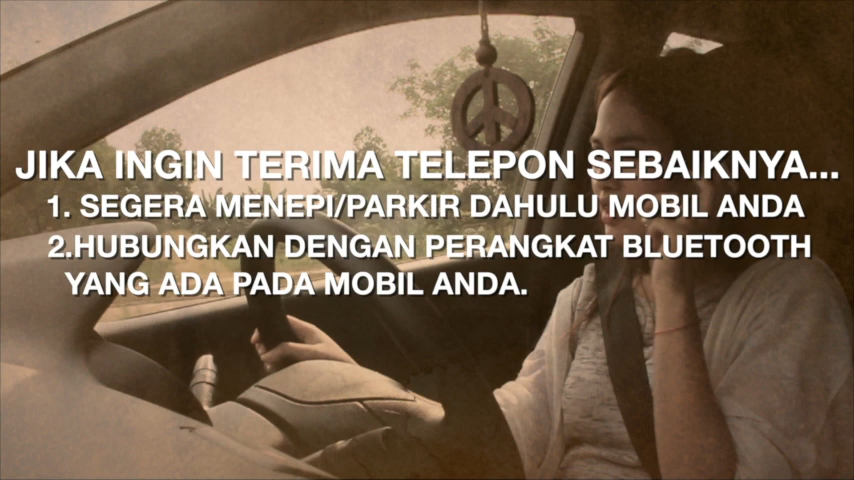 JIKA INGIN TERIMA TELEPON SEBAIKNYA...
1. SEGERA MENEPI/PARKIR DAHULU MOBIL ANDA
2.HUBUNGKAN DENGAN PERANGKAT BLUETOOTH
YANG ADA PADA MOBIL ANDA.